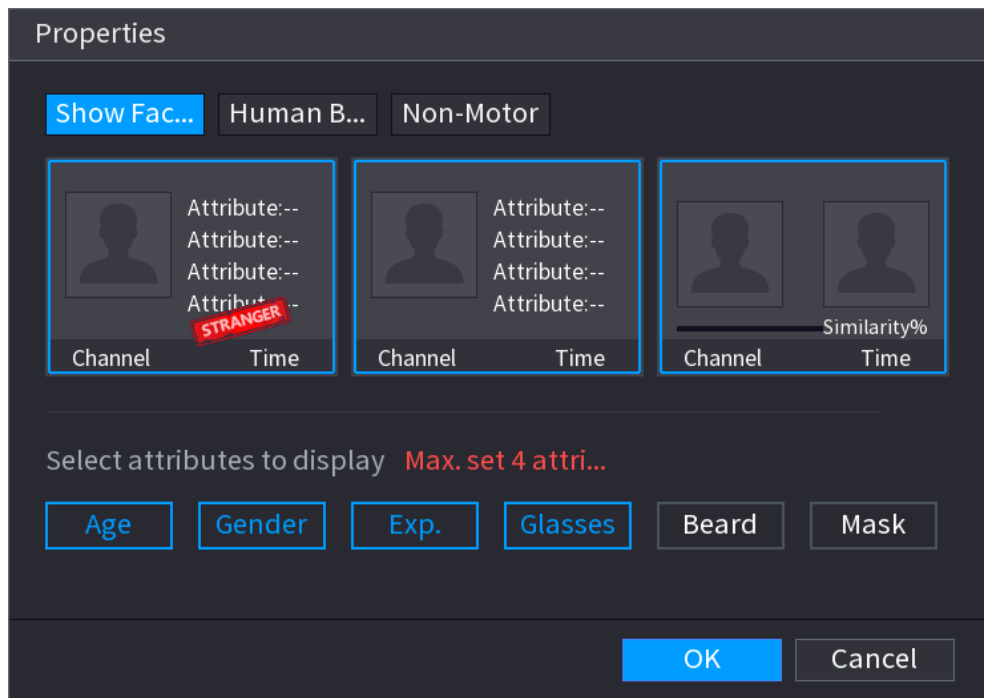 Properties
Show Fac... Human B... Non-Motor
Attribute:-- Attribute:--
Attribute:-- Attribute:--
Attribute:-- Attribute:--
Attribut -- Attribute:--
STRANGER Similarity%
Channel Time Channel Time Channel Time
Select attributes to display Max. set 4 attri...
Age Gender Exp. Glasses Beard Mask
OK Cancel